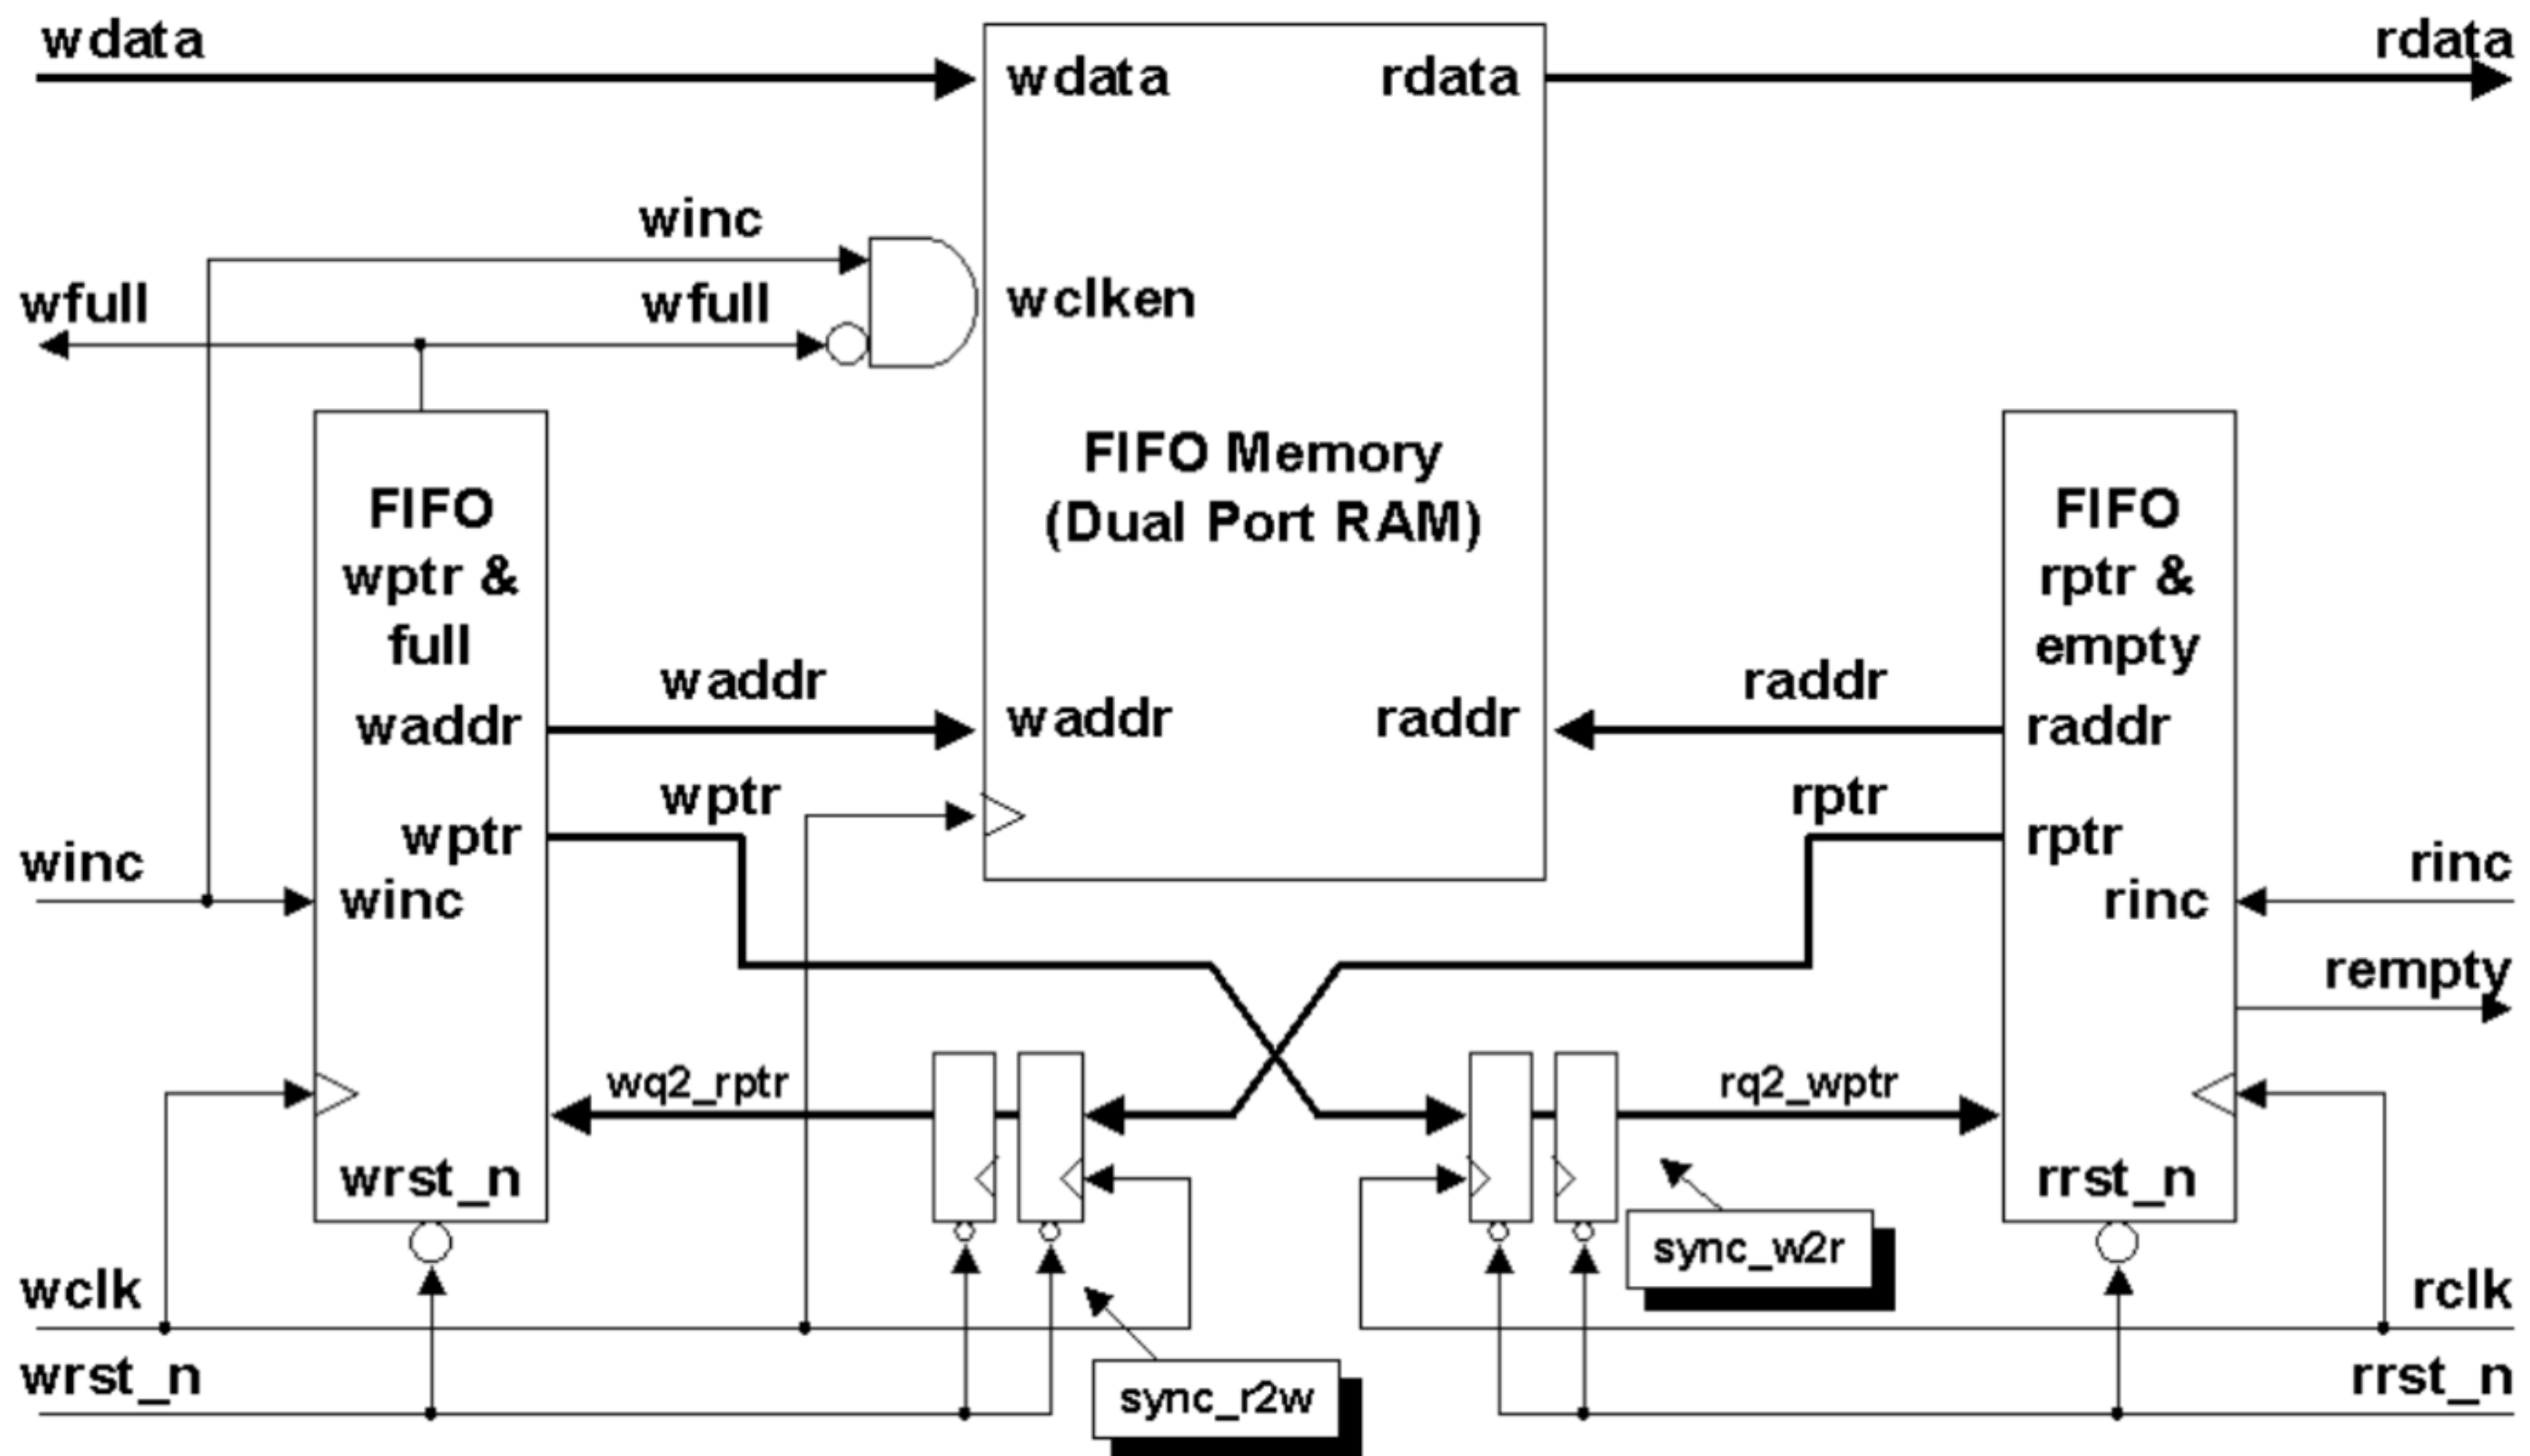 wdata
rdata
wdata
rdata
winc
wfull
wfull
wclken
FIFO Memory
(Dual Port RAM)
FIFO
wptr &
full
FIFO
rptr &
empty
waddr
waddr
waddr
raddr
raddr
raddr
wptr
wptr
rptr
rptr
winc
winc
rinc
rinc
rempty
wq2_rptr
rq2_wptr
wrst_n
rrst_n
sync_w2r
wclk
rclk
wrst_n
sync_r2w
rrst_n